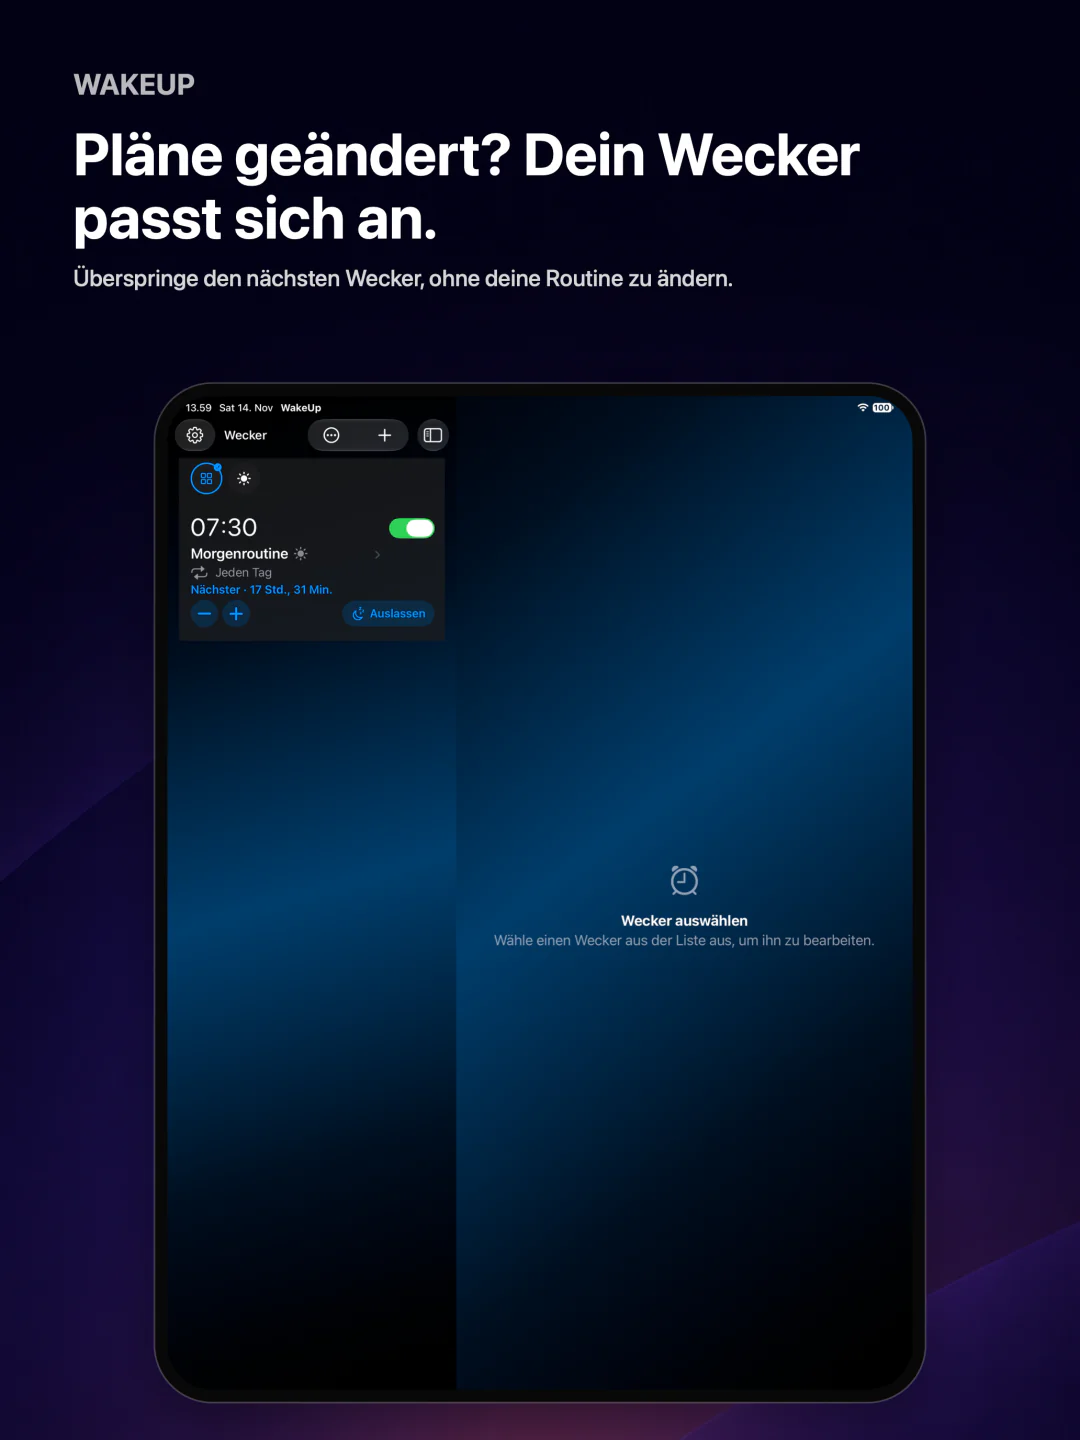 WAKEUP
Pläne geändert? Dein Wecker
passt sich an.
Überspringe den nächsten Wecker, ohne deine Routine zu ändern.
13.59 Sat 14. Nov WakeUp
100
Wecker
07:30
Morgenroutine
Jeden Tag
Nächster · 17 Std., 31 Min.
Auslassen
Wecker auswählen
Wähle einen Wecker aus der Liste aus, um ihn zu bearbeiten.